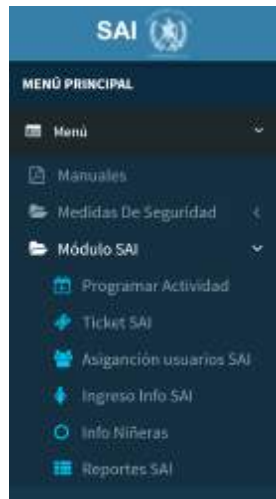 SAI
MENÚ PRINCIPAL
Menú
Manuales
Medidas De Seguridad
Módulo SAI
Programar Actividad
Ticket SAI
Asiganción usuarios SAI
Ingreso Info SAI
Info Niñeras
Reportes SAI